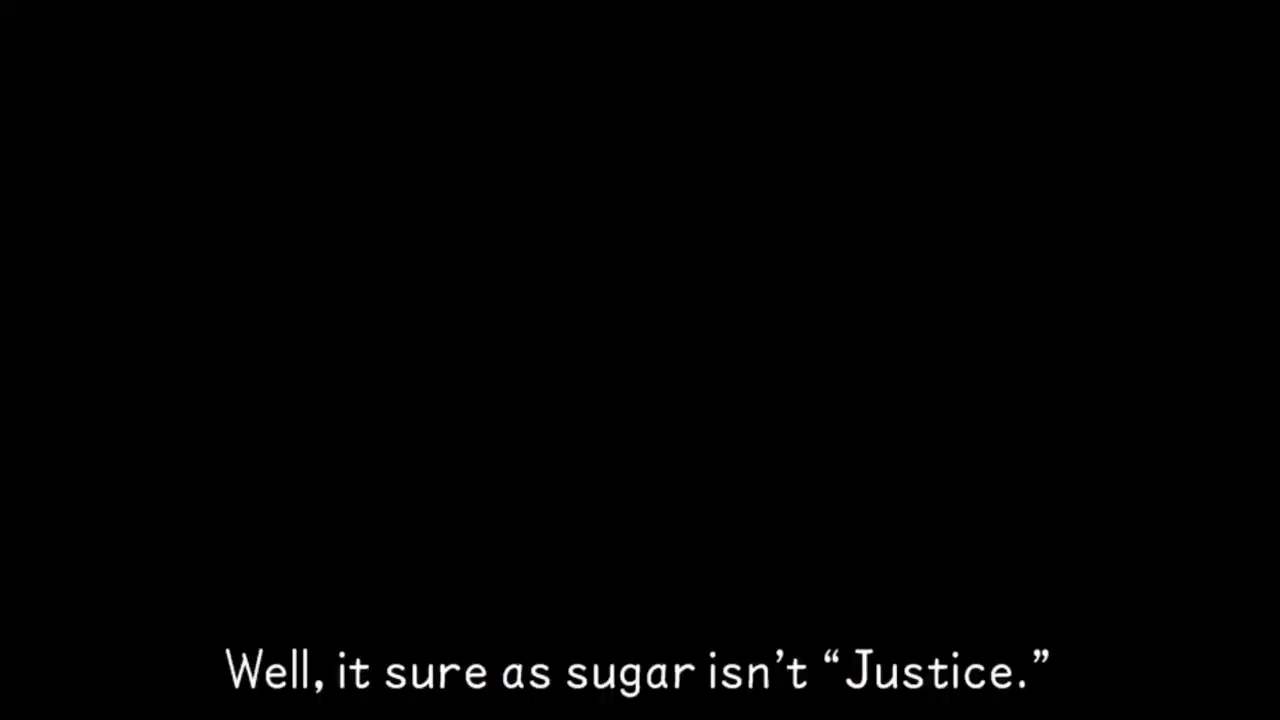 Well, it sure as sugar isn’t “Justice.”